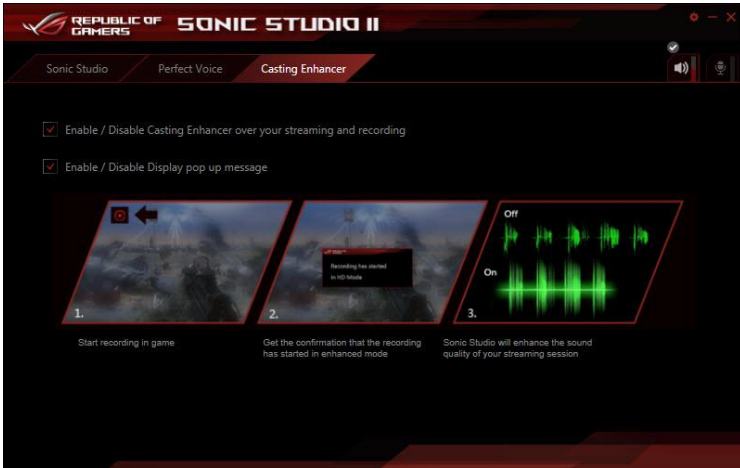 REPUBLIC OF
GAMERS
SONIC STUDIO II
Sonic Studio
Perfect Voice
Casting Enhancer
Enable / Disable Casting Enhancer over your streaming and recording
Enable / Disable Display pop up message
Recording has started
in HD Mode
Off
On
1.
2.
3.
Start recording in game
Get the confirmation that the recording
has started in enhanced mode
Sonic Studio will enhance the sound
quality of your streaming session